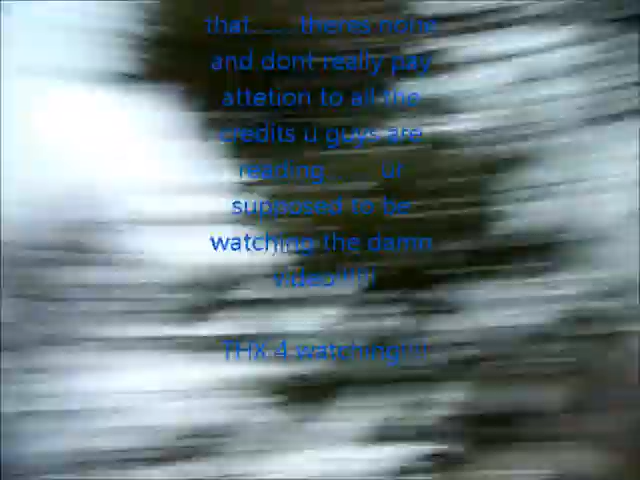 that...... theres none
and dont really pay
attetion to all the
credits u guys are
reading...... ur
supposed to be
watching the damn
video!!!!!
THX 4 watching!!!!